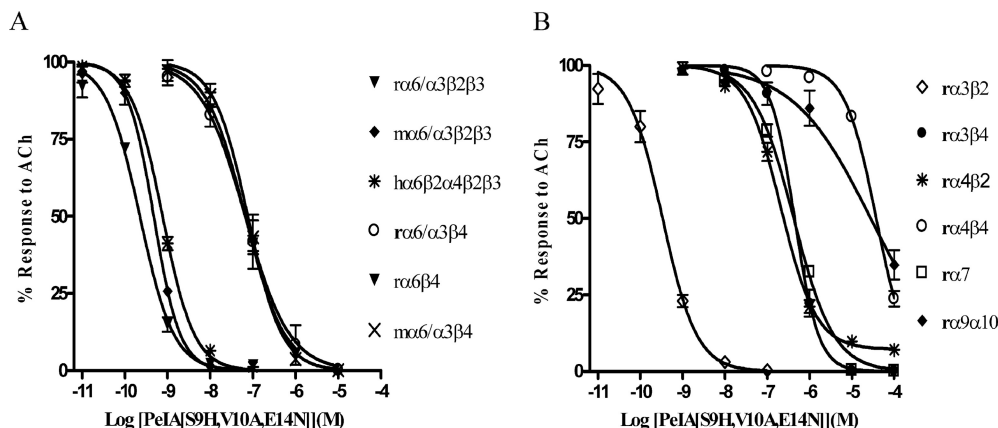 A
B
% Response to ACh
100
75
50
25
0
-11 -10 -9 -8 -7 -6 -5 -4
Log [PeIA[S9H,V10A,E14N]](M)
rα6/α3β2β3
mα6/α3β2β3
hα6β2α4β2β3
rα6/α3β4
rα6β4
mα6/α3β4
% Response to ACh
100
75
50
25
0
-11 -10 -9 -8 -7 -6 -5 -4
Log [PeIA[S9H,V10A,E14N]](M)
rα3β2
rα3β4
rα4β2
rα4β4
rα7
rα9α10